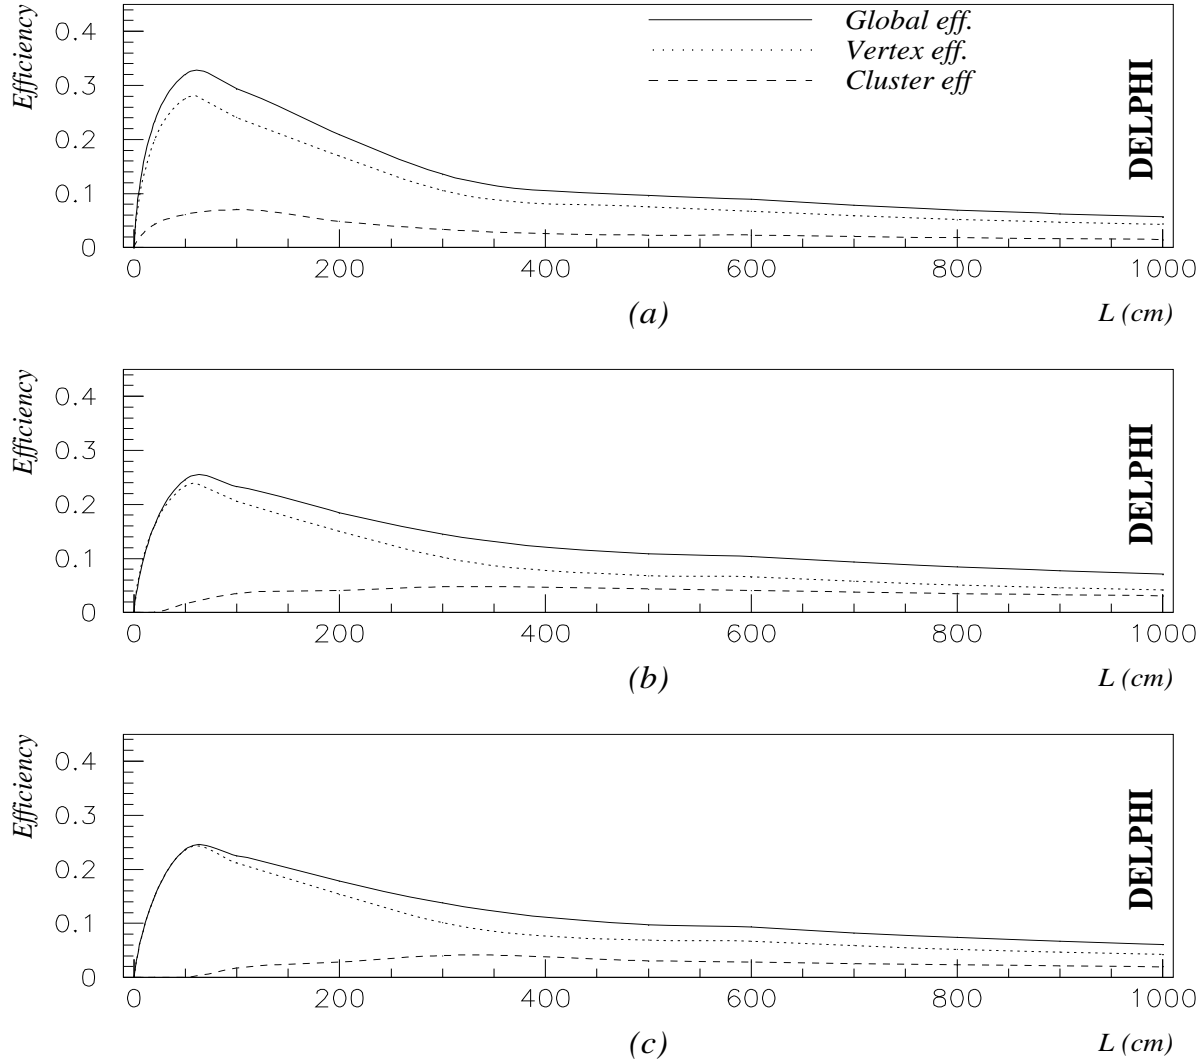 Efficiency
0.4
0.3
0.2
0.1
0
Global eff.
Vertex eff.
Cluster eff
DELPHI
0 200 400 600 800 1000
(a) L (cm)
Efficiency
0.4
0.3
0.2
0.1
0
DELPHI
0 200 400 600 800 1000
(b) L (cm)
Efficiency
0.4
0.3
0.2
0.1
0
DELPHI
0 200 400 600 800 1000
(c) L (cm)